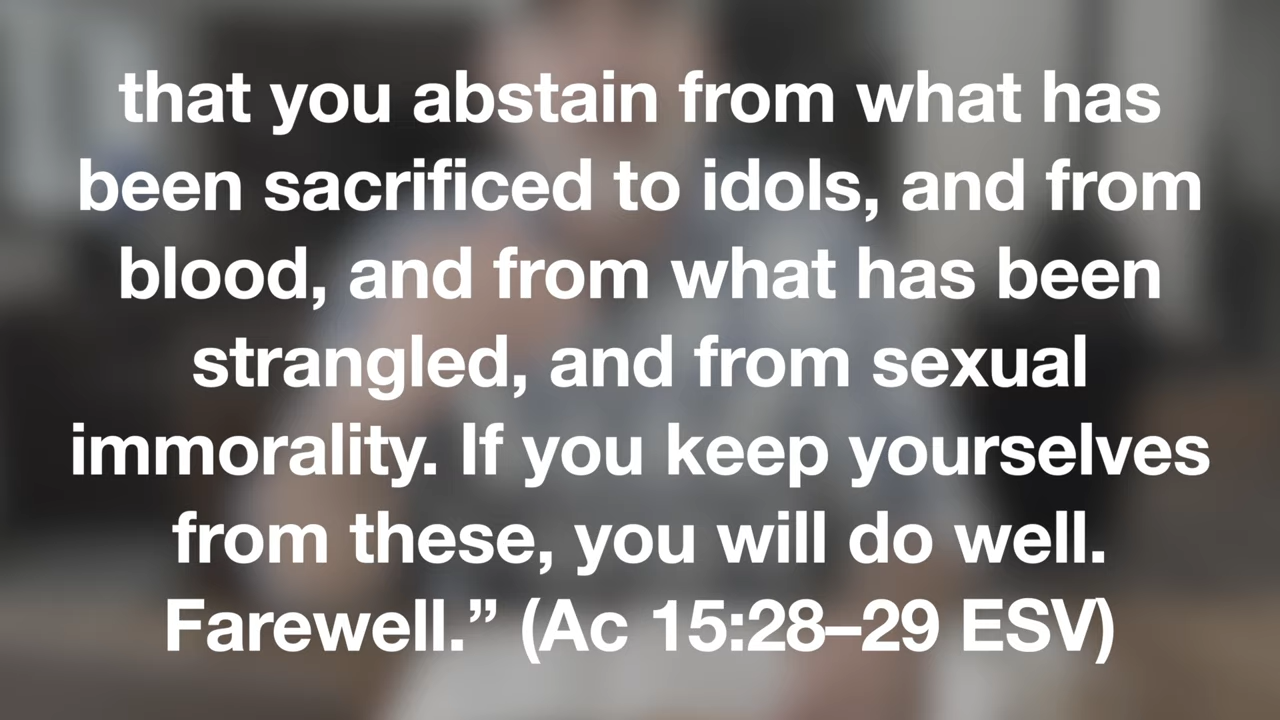 that you abstain from what has
been sacrificed to idols, and from
blood, and from what has been
strangled, and from sexual
immorality. If you keep yourselves
from these, you will do well.
Farewell.” (Ac 15:28–29 ESV)